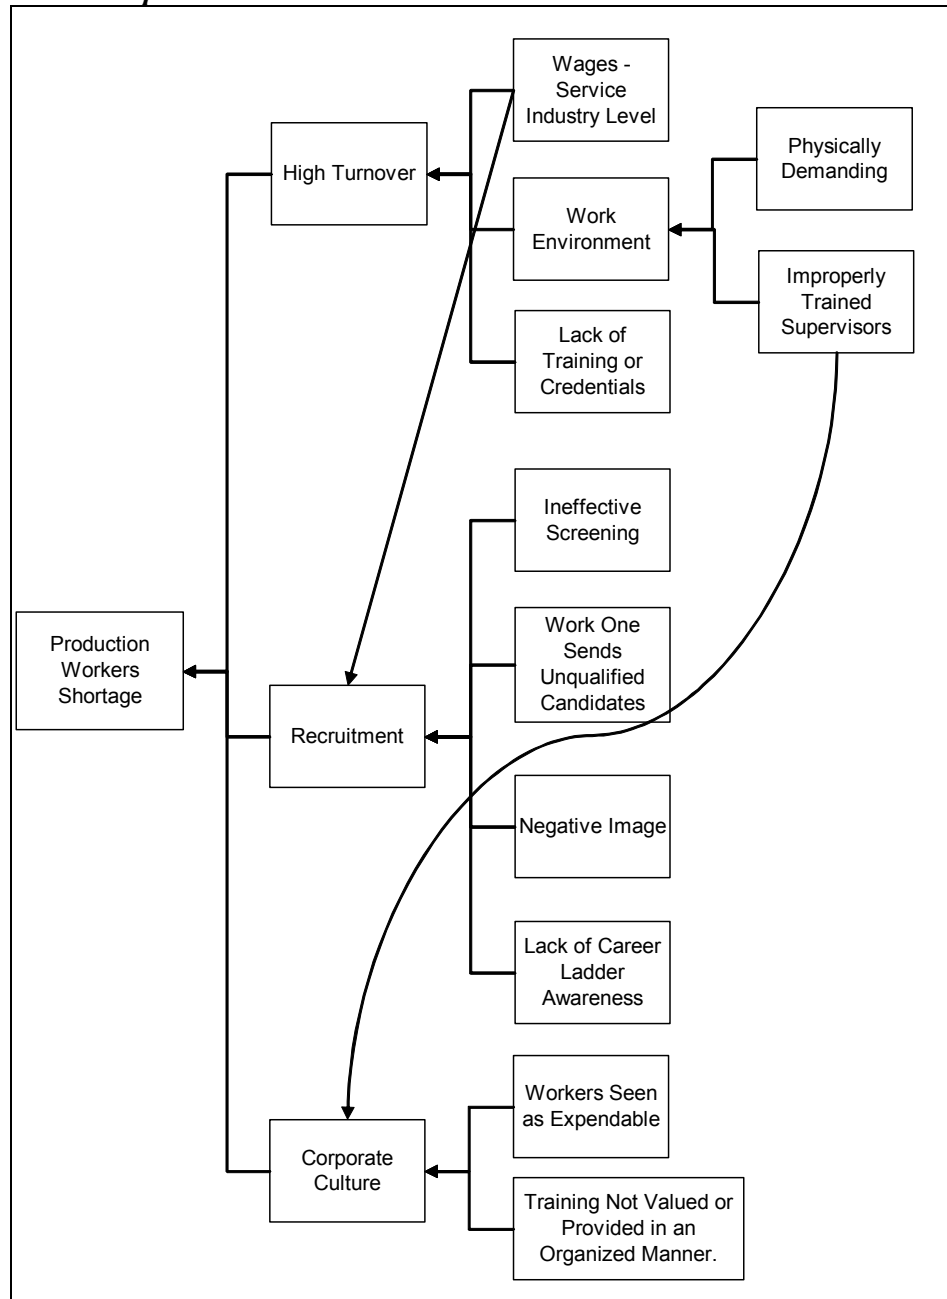 Wages -
Service
Industry Level
High Turnover
Physically
Demanding
Work
Environment
Improperly
Trained
Supervisors
Lack of
Training or
Credentials
Ineffective
Screening
Production
Workers
Shortage
Work One
Sends
Unqualified
Candidates
Recruitment
Negative Image
Lack of Career
Ladder
Awareness
Workers Seen
as Expendable
Corporate
Culture
Training Not Valued or
Provided in an
Organized Manner.